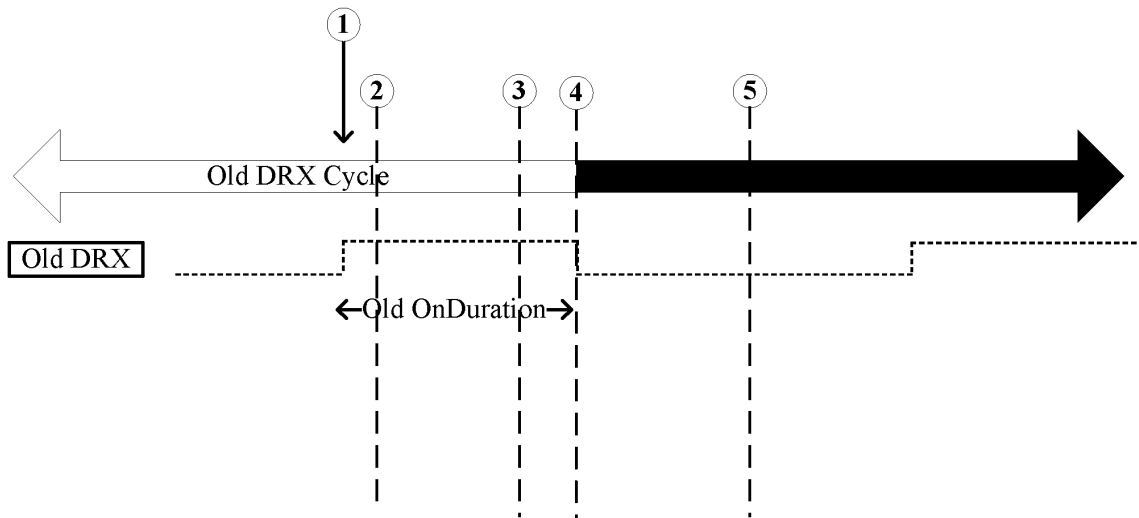 1
2 3 4 5
Old DRX Cycle
Old DRX
Old OnDuration